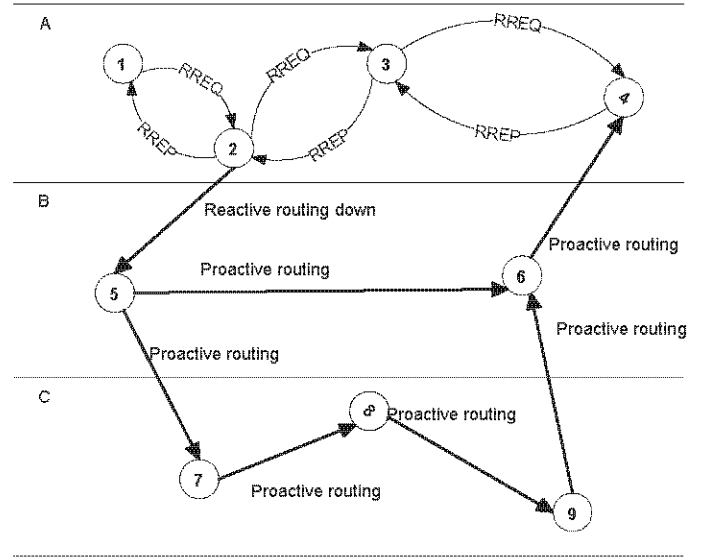 A
RREQ
1
RREQ
RREQ
3
4
RREP
RREP
RREP
2
B
Reactive routing down
Proactive routing
Proactive routing
6
5
Proactive routing
Proactive routing
C
8
Proactive routing
7
Proactive routing
9